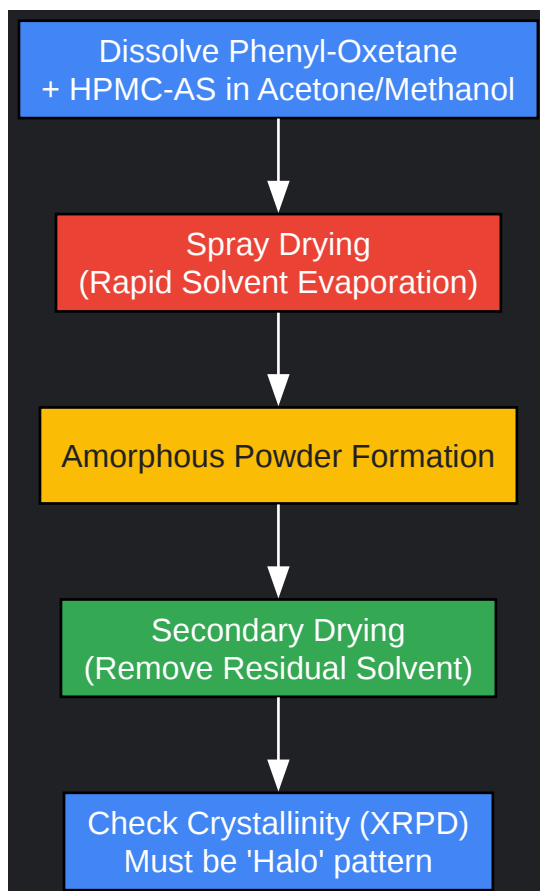 Dissolve Phenyl-Oxetane
+ HPMC-AS in Acetone/Methanol
Spray Drying
(Rapid Solvent Evaporation)
Amorphous Powder Formation
Secondary Drying
(Remove Residual Solvent)
Check Crystallinity (XRPD)
Must be 'Halo' pattern